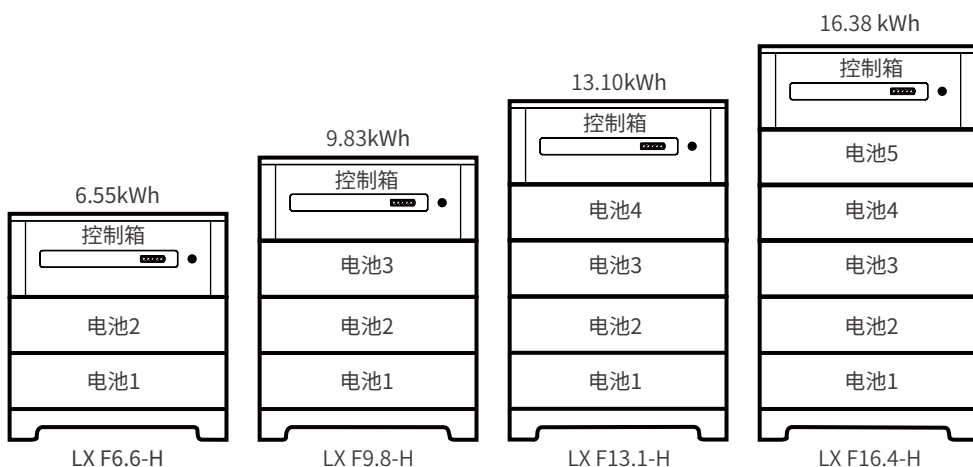 6.55kWh
控制箱
电池2
电池1
LX F6.6-H
9.83kWh
控制箱
电池3
电池2
电池1
LX F9.8-H
13.10kWh
控制箱
电池4
电池3
电池2
电池1
LX F13.1-H
16.38 kWh
控制箱
电池5
电池4
电池3
电池2
电池1
LX F16.4-H